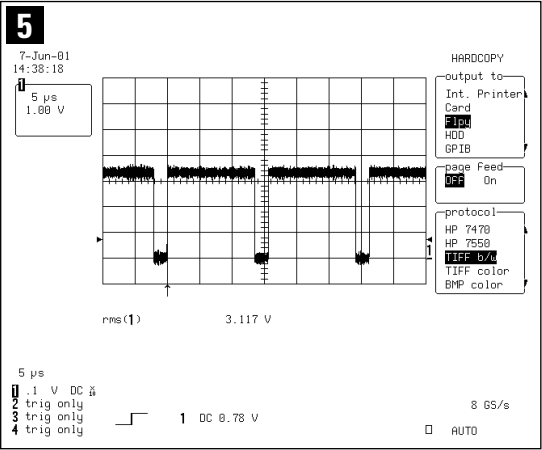 5
7-Jun-01
14:38:18
1
5 µs
1.00 V
HARDCOPY
output to
Int. Printer
Card
Flpy
HDD
GPIB
page feed
OFF On
protocol
HP 7470
HP 7550
TIFF b/w
TIFF color
BMP color
1
rms(1) 3.117 V
5 µs
1 .1 V DC X10
2 trig only
3 trig only
4 trig only
1 DC 0.78 V
8 GS/s
AUTO